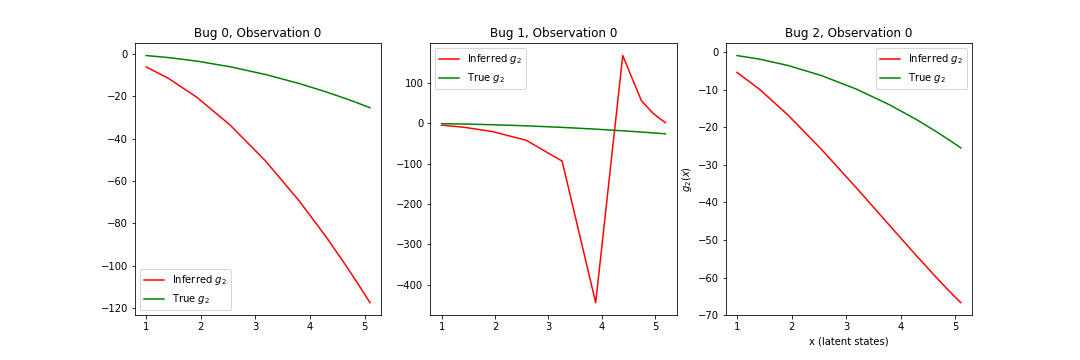 Bug 0, Observation 0
0
−20
−40
−60
−80
−100
−120
1 2 3 4 5
Inferred g₂
True g₂
Bug 1, Observation 0
100
0
−100
−200
−300
−400
1 2 3 4 5
Inferred g₂
True g₂
Bug 2, Observation 0
g₂(x)
0
−10
−20
−30
−40
−50
−60
−70
1 2 3 4 5
x (latent states)
Inferred g₂
True g₂